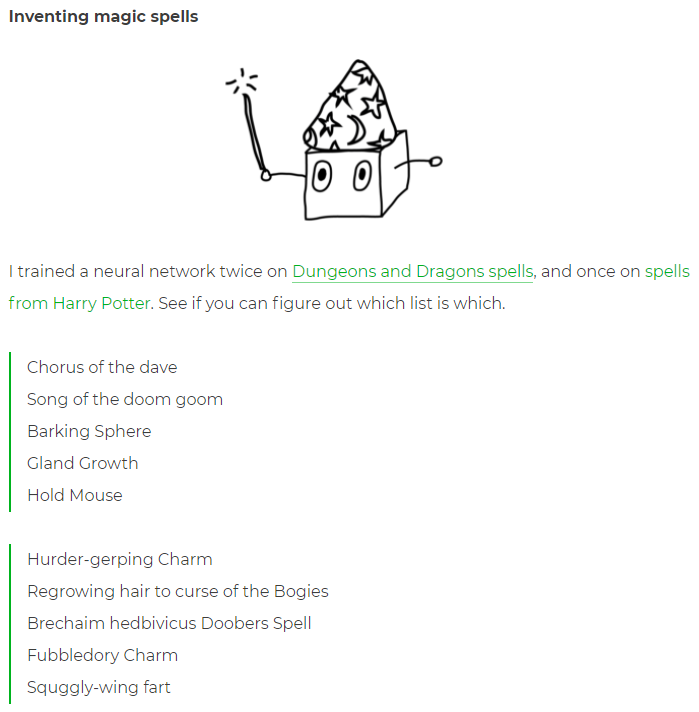 Inventing magic spells
I trained a neural network twice on Dungeons and Dragons spells, and once on spells
from Harry Potter. See if you can figure out which list is which.
Chorus of the dave
Song of the doom goom
Barking Sphere
Gland Growth
Hold Mouse
Hurder-gerping Charm
Regrowing hair to curse of the Bogies
Brechaim hedbivicus Doobers Spell
Fubbledory Charm
Squggly-wing fart